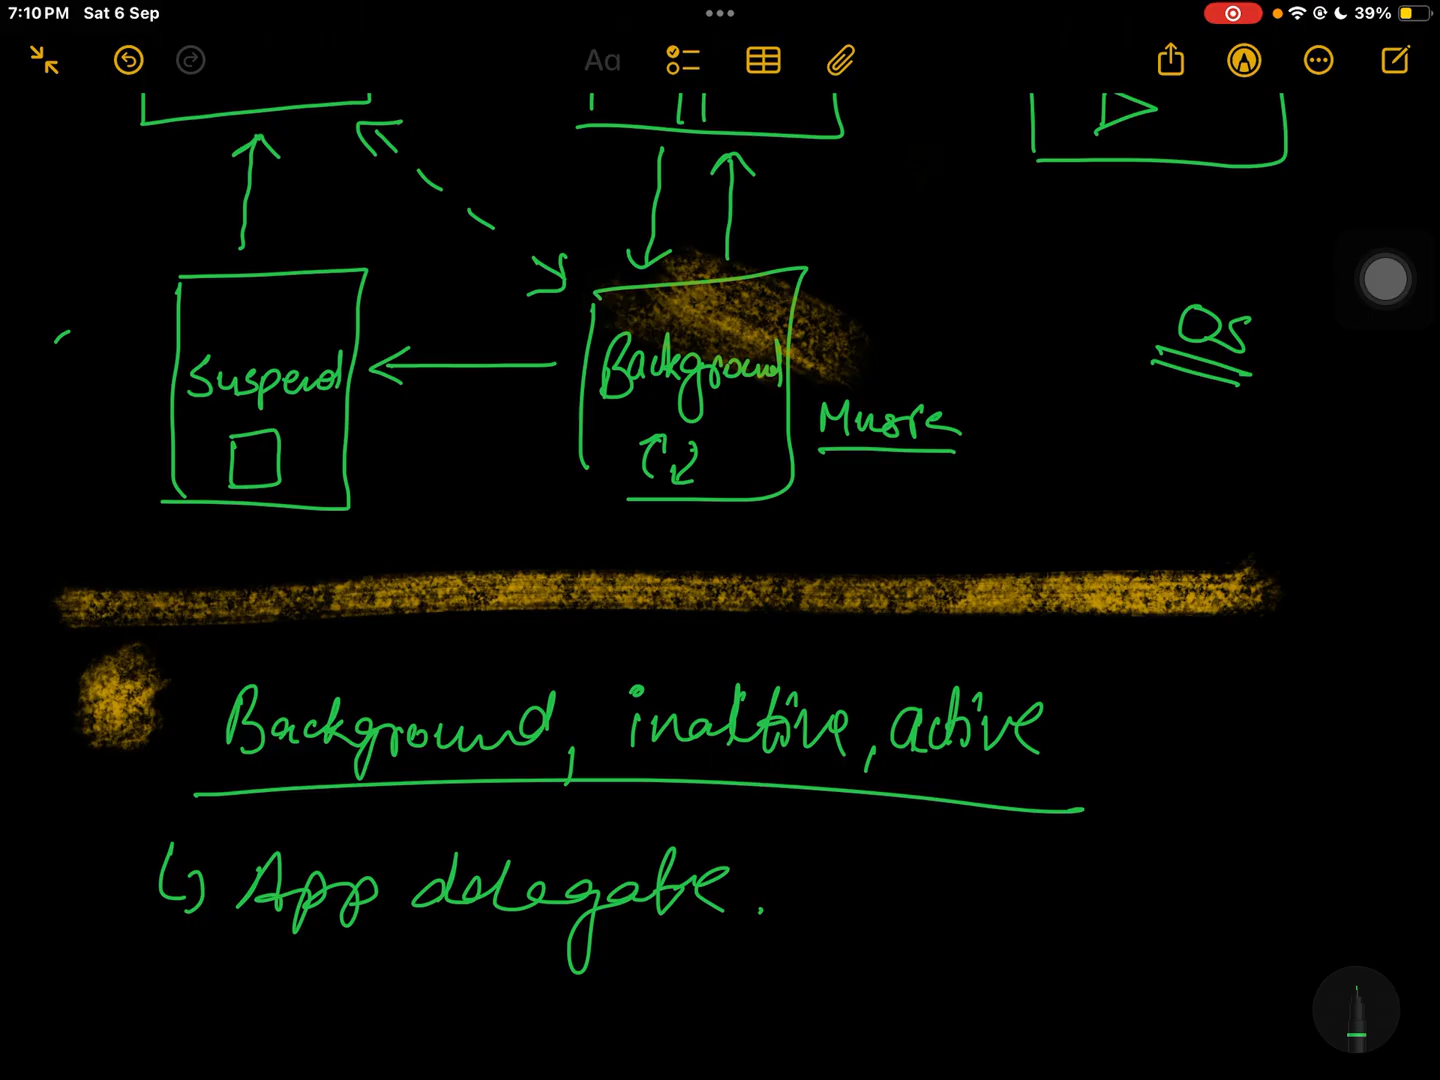 7:10 PM Sat 6 Sep
39%
Aa
OS
Suspend
Background
Music
Background, inactive, active
App delegate.